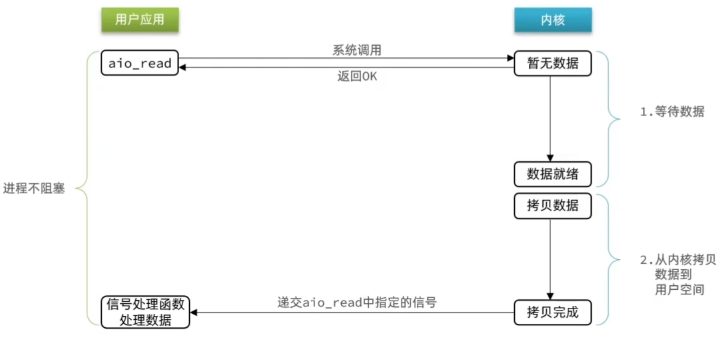 用户应用
内核
aio_read
系统调用
返回OK
暂无数据
1.等待数据
数据就绪
进程不阻塞
拷贝数据
2.从内核拷贝
数据到
用户空间
信号处理函数
处理数据
递交aio_read中指定的信号
拷贝完成